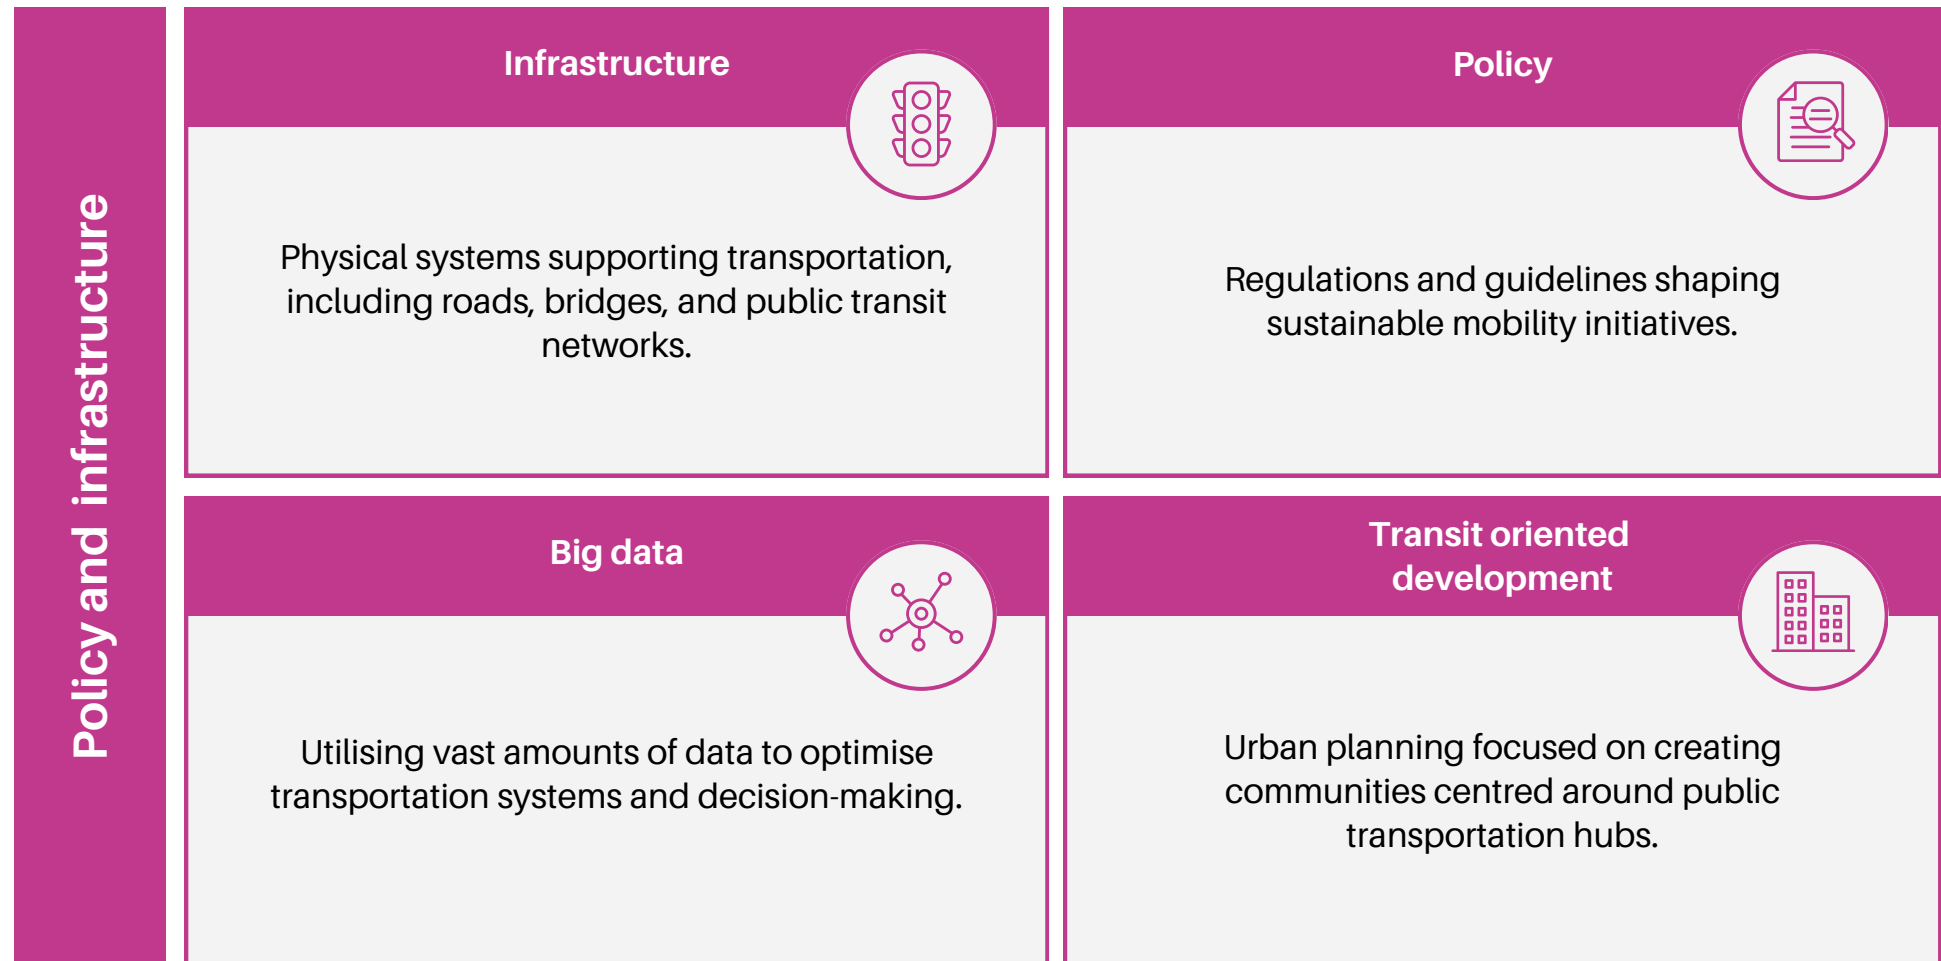 Policy and infrastructure
Infrastructure
Physical systems supporting transportation,
including roads, bridges, and public transit
networks.
Policy
Regulations and guidelines shaping
sustainable mobility initiatives.
Big data
Utilising vast amounts of data to optimise
transportation systems and decision-making.
Transit oriented
development
Urban planning focused on creating
communities centred around public
transportation hubs.